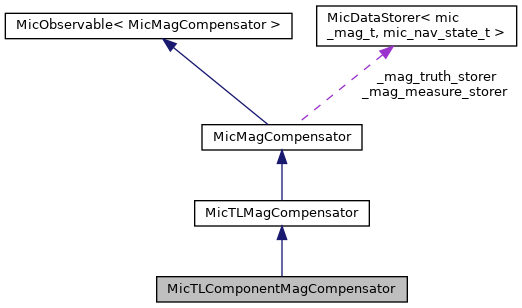 MicObservable< MicMagCompensator >
MicDataStorer< mic
_mag_t, mic_nav_state_t >
_mag_truth_storer
_mag_measure_storer
MicMagCompensator
MicTLMagCompensator
MicTLComponentMagCompensator